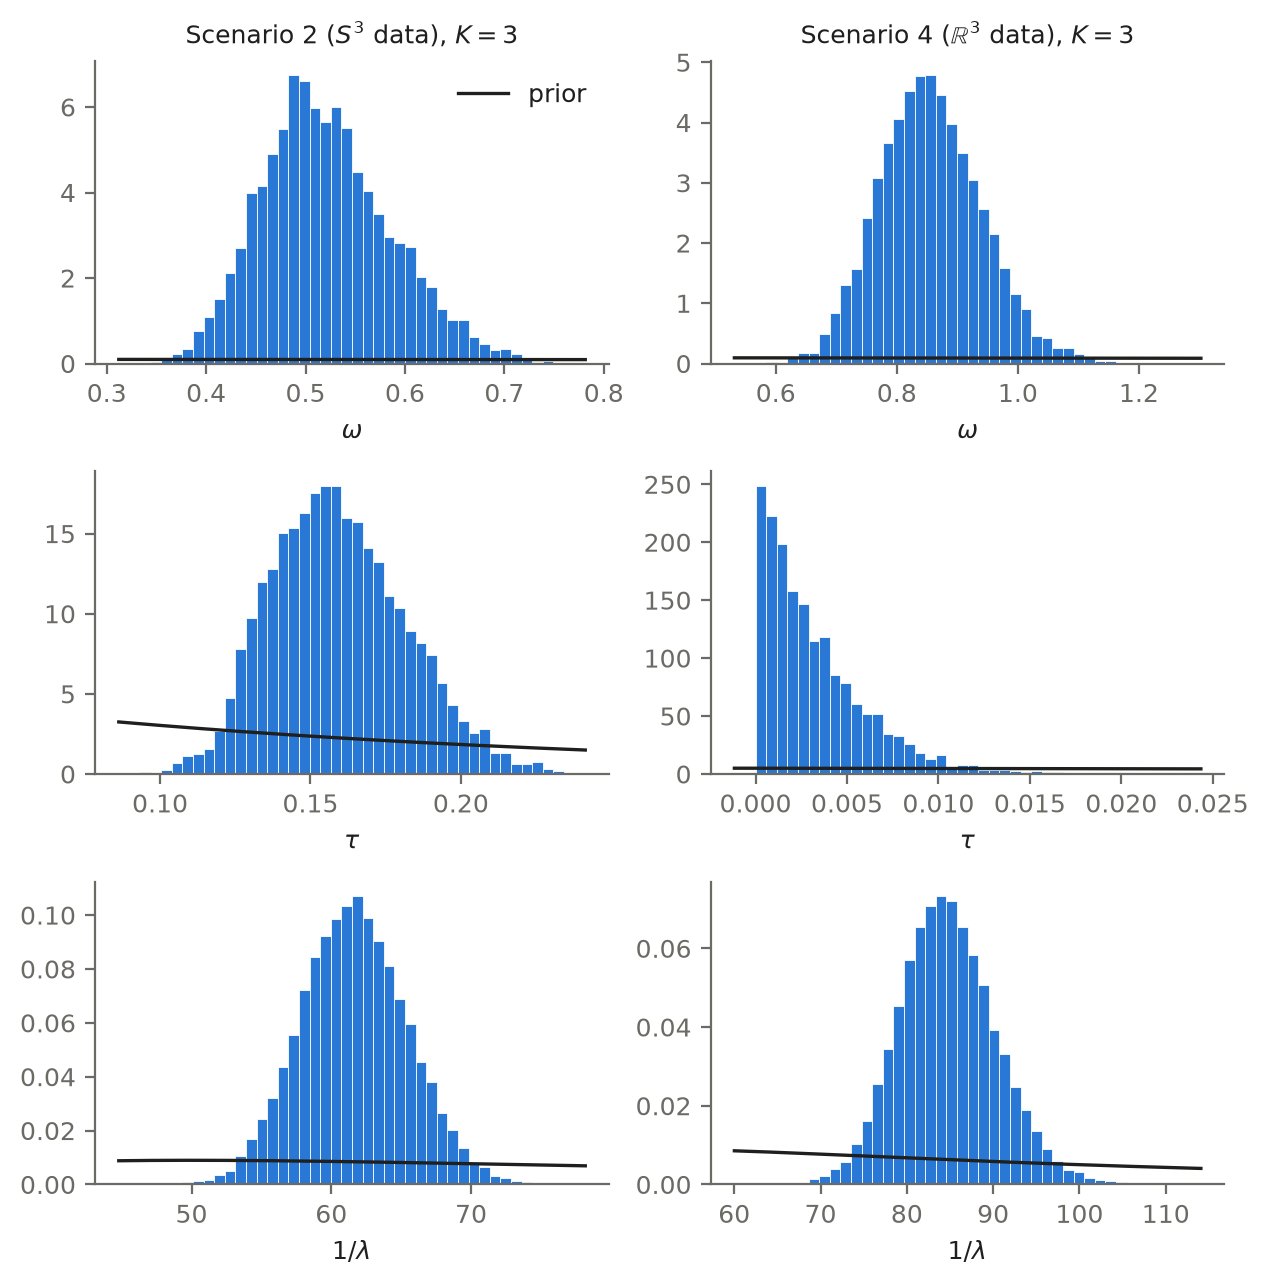 Scenario 2 (S³ data), K = 3
6
4
2
0
prior
0.3 0.4 0.5 0.6 0.7 0.8
ω
Scenario 4 (ℝ³ data), K = 3
5
4
3
2
1
0
0.6 0.8 1.0 1.2
ω
15
10
5
0
0.10 0.15 0.20
τ
250
200
150
100
50
0
0.000 0.005 0.010 0.015 0.020 0.025
τ
0.10
0.08
0.06
0.04
0.02
0.00
50 60 70
1/λ
0.06
0.04
0.02
0.00
60 70 80 90 100 110
1/λ